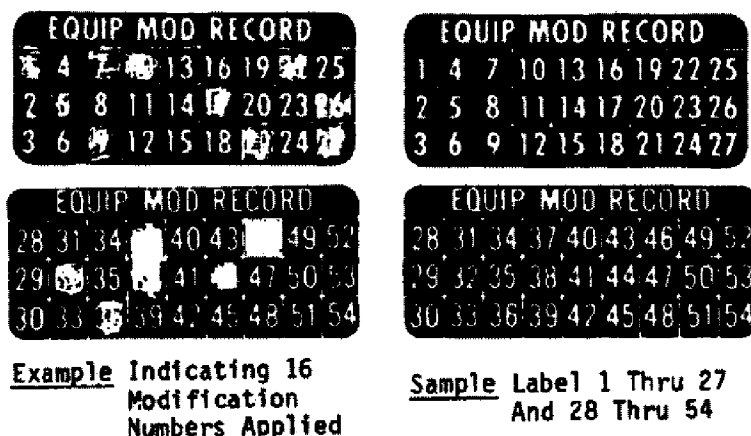 EQUIP MOD RECORD
4 13 16 19 25
2 5 8 11 14 20 23
3 6 12 15 18 24
EQUIP MOD RECORD
28 31 34 40 43 49 52
29 35 41 47 50 53
30 33 36 39 42 45 48 51 54
Example Indicating 16
Modification
Numbers Applied
EQUIP MOD RECORD
1 4 7 10 13 16 19 22 25
2 5 8 11 14 17 20 23 26
3 6 9 12 15 18 21 24 27
EQUIP MOD RECORD
28 31 34 37 40 43 46 49 52
29 32 35 38 41 44 47 50 53
30 33 36 39 42 45 48 51 54
Sample Label 1 Thru 27
And 28 Thru 54